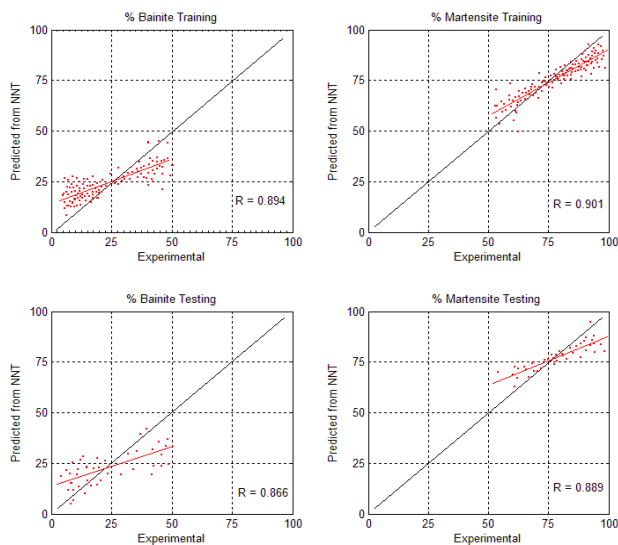 % Bainite Training
100
75
50
25
0
0 25 50 75 100
Predicted from NNT
Experimental
R = 0.894
% Martensite Training
100
75
50
25
0
0 25 50 75 100
Predicted from NNT
Experimental
R = 0.901
% Bainite Testing
100
75
50
25
0
0 25 50 75 100
Predicted from NNT
Experimental
R = 0.866
% Martensite Testing
100
75
50
25
0
0 25 50 75 100
Predicted from NNT
Experimental
R = 0.889